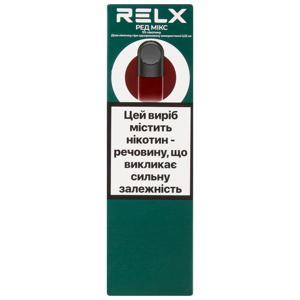 RELX
РЕД МІКС
Цей виріб
містить
нікотин -
речовину, що
викликає
сильну
залежність